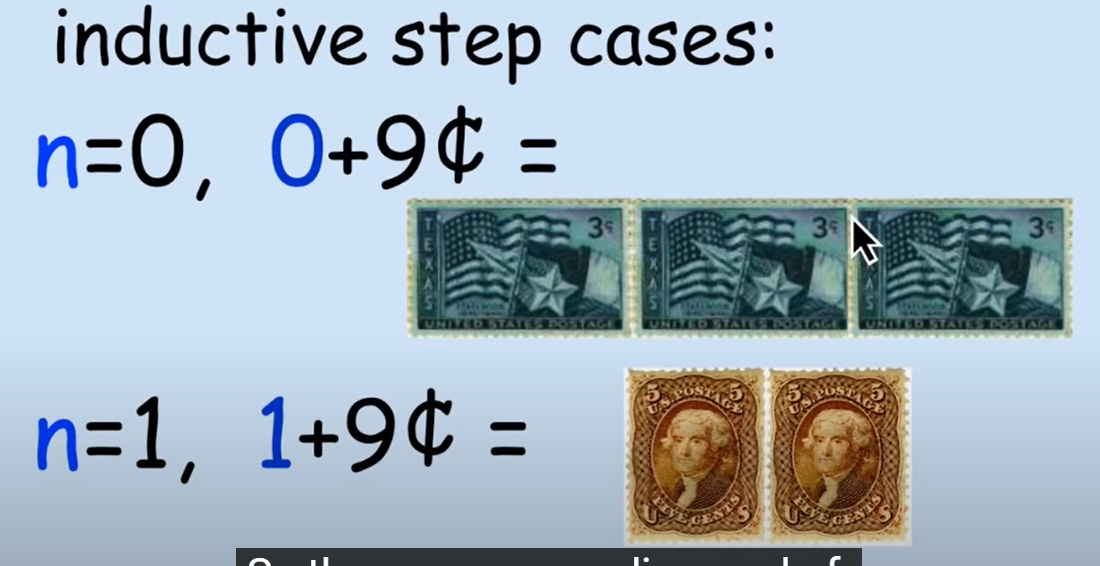 inductive step cases:
n=0, 0+9¢ =
TEXAS 3¢ TEXAS 3¢ TEXAS 3¢
UNITED STATES POSTAGE UNITED STATES POSTAGE UNITED STATES POSTAGE
n=1, 1+9¢ =
5 5 5 5
U.S. POSTAGE U.S. POSTAGE
U FIVE CENTS S U FIVE CENTS S